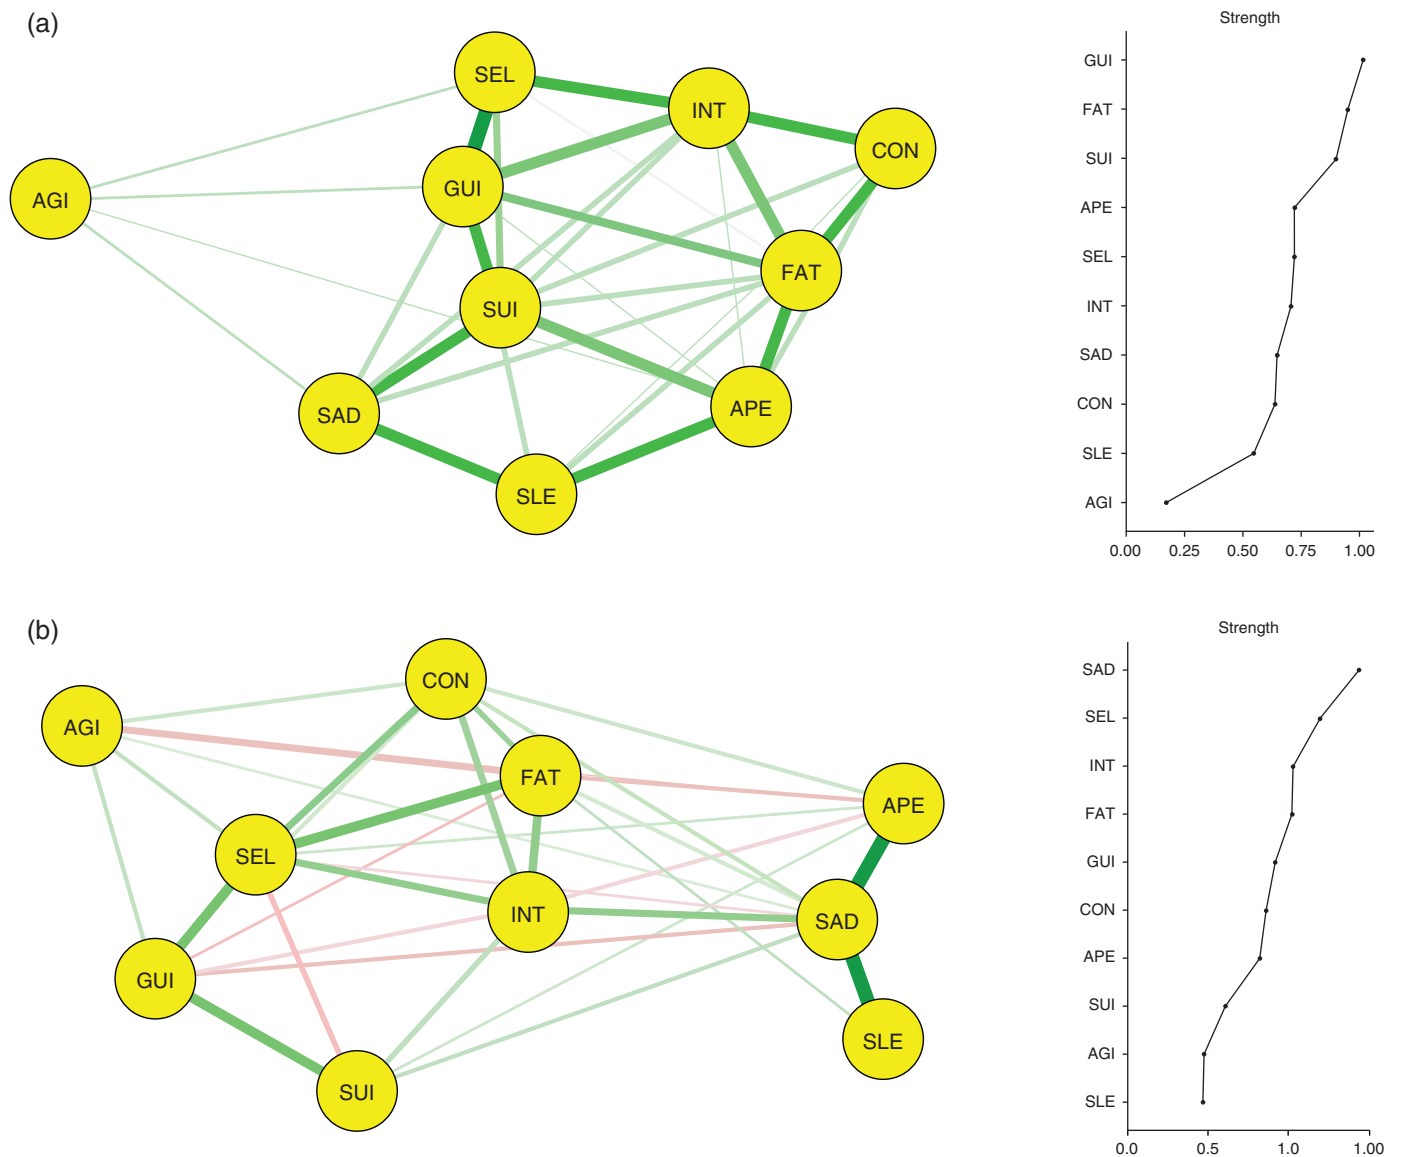 (a)
SEL
INT
CON
AGI
GUI
FAT
SUI
SAD
APE
SLE
Strength
GUI
FAT
SUI
APE
SEL
INT
SAD
CON
SLE
AGI
0.00 0.25 0.50 0.75 1.00
(b)
CON
AGI
FAT
APE
SEL
INT
SAD
GUI
SLE
SUI
Strength
SAD
SEL
INT
FAT
GUI
CON
APE
SUI
AGI
SLE
0.0 0.5 1.0 1.00